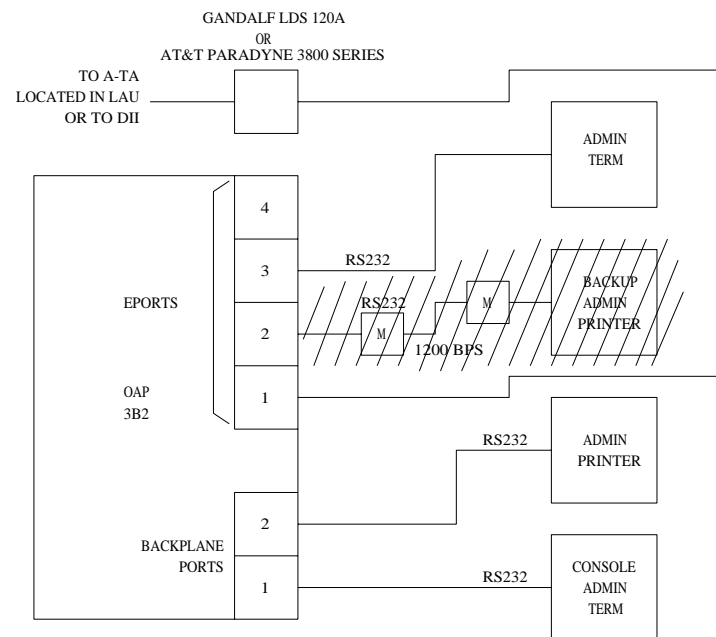 GANDALF LDS 120A
OR
AT&T PARADYNE 3800 SERIES
TO A-TA
LOCATED IN LAU
OR TO DII
ADMIN
TERM
4
3
RS232
EPORTS
2
RS232
M
M
1200 BPS
BACKUP
ADMIN
PRINTER
1
OAP
3B2
RS232
ADMIN
PRINTER
2
BACKPLANE
PORTS
1
RS232
CONSOLE
ADMIN
TERM